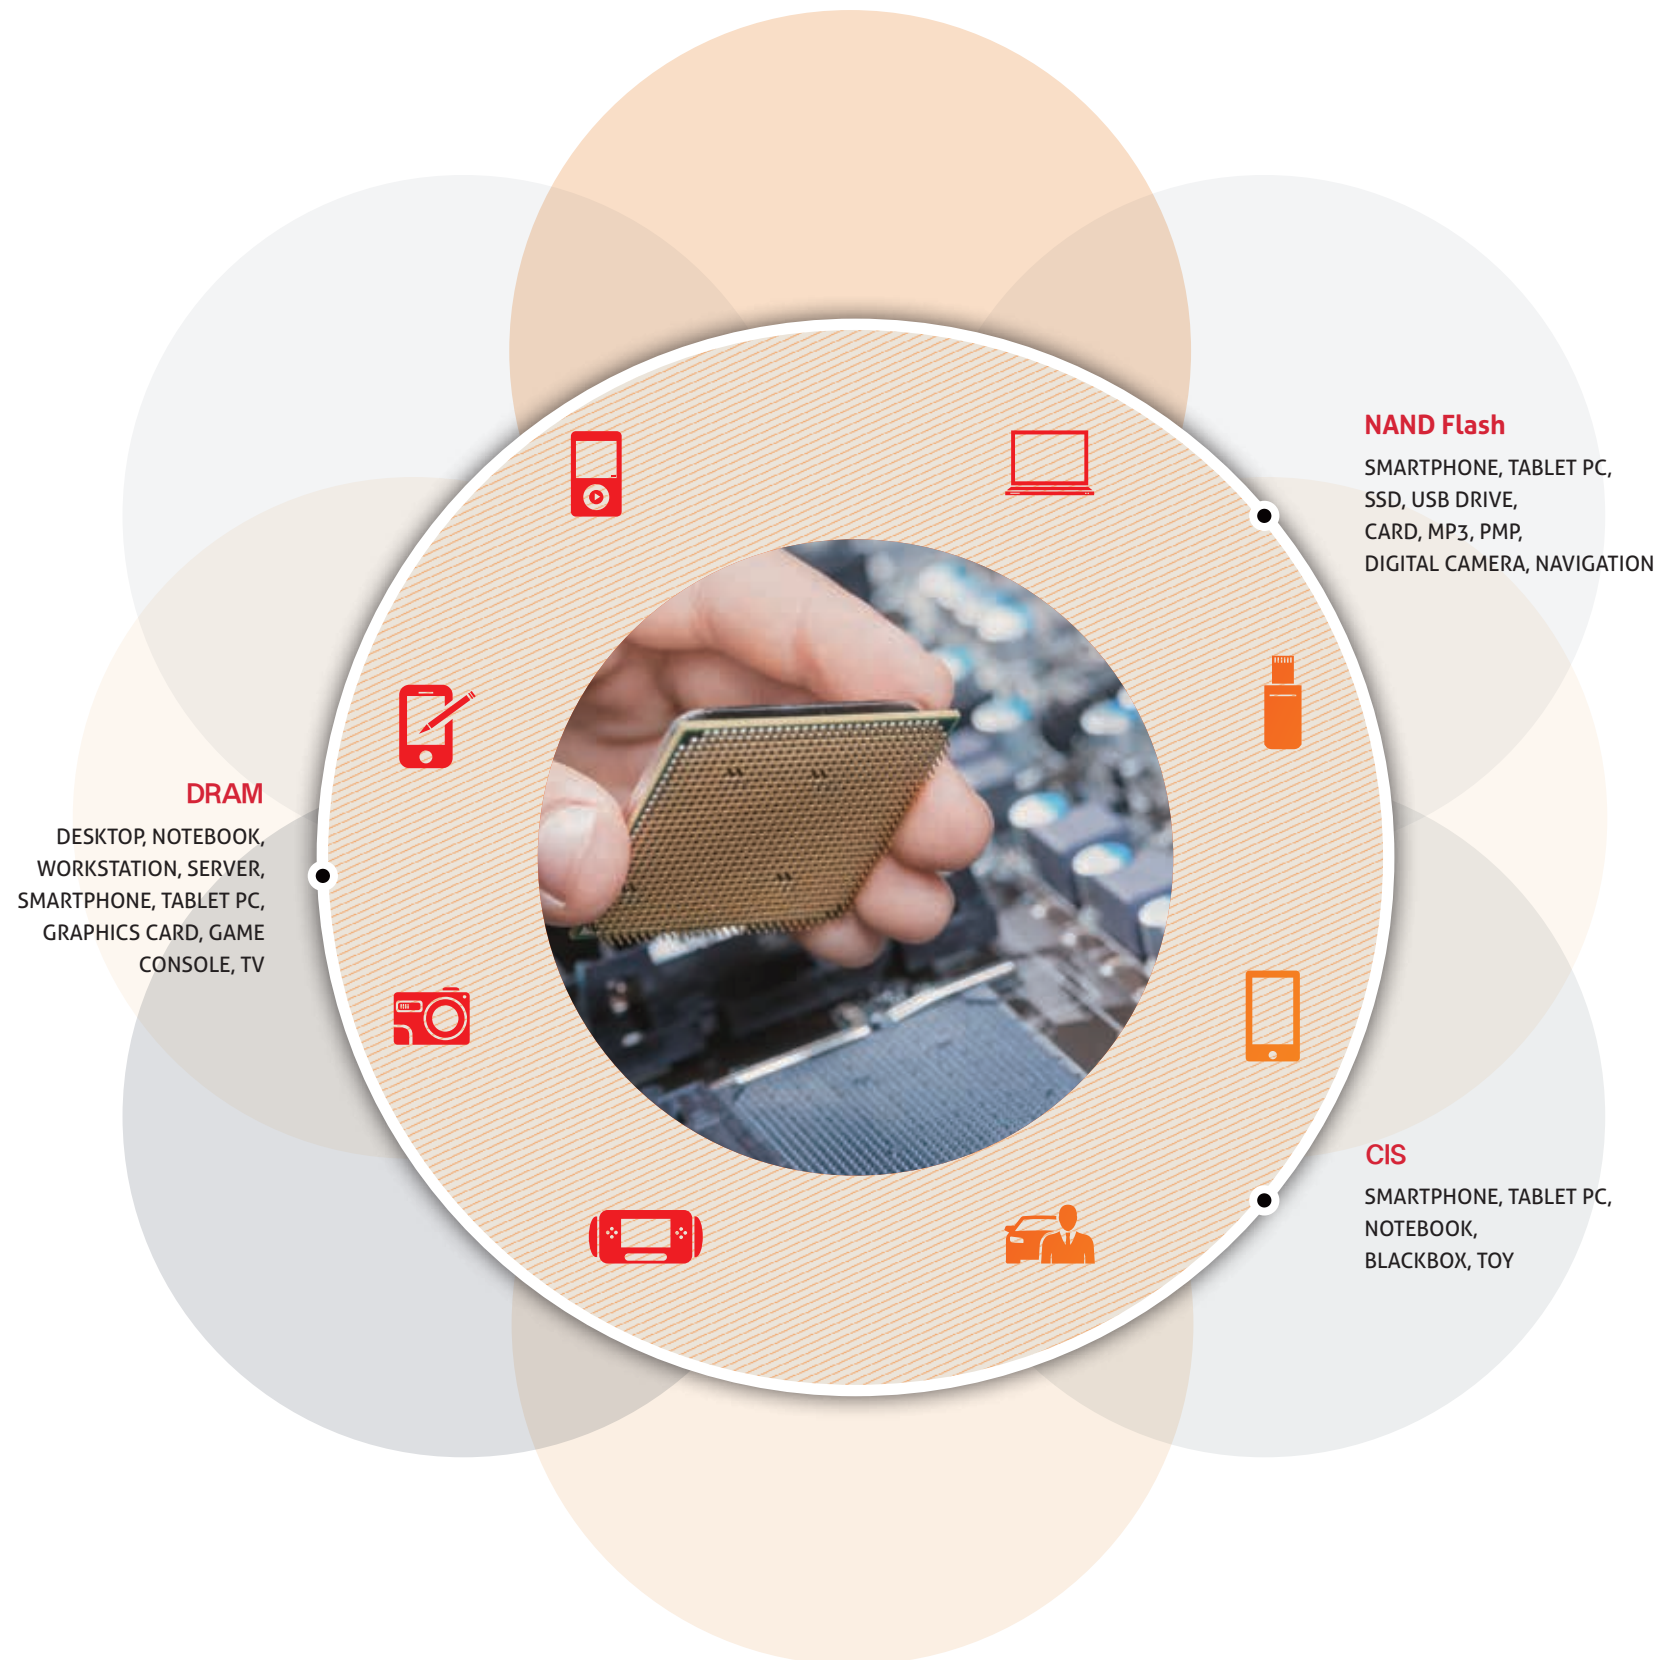 NAND Flash
SMARTPHONE, TABLET PC,
SSD, USB DRIVE,
CARD, MP3, PMP,
DIGITAL CAMERA, NAVIGATION
DRAM
DESKTOP, NOTEBOOK,
WORKSTATION, SERVER,
SMARTPHONE, TABLET PC,
GRAPHICS CARD, GAME
CONSOLE, TV
CIS
SMARTPHONE, TABLET PC,
NOTEBOOK,
BLACKBOX, TOY